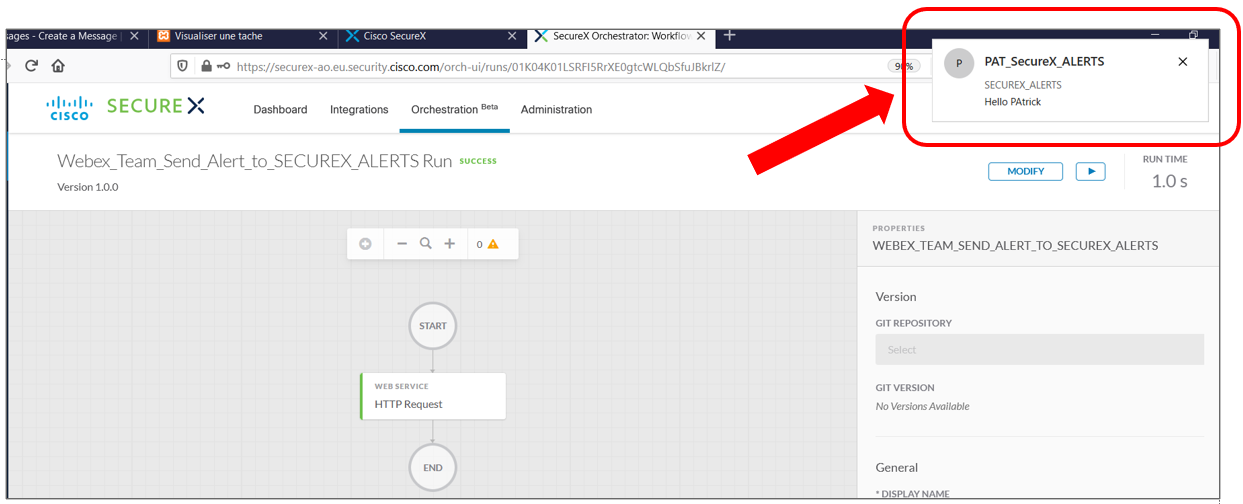 ssages - Create a Message
Visualiser une tache
Cisco SecureX
SecureX Orchestrator: Workflow
https://securex-ao.eu.security.cisco.com/orch-ui/runs/01K04K01LSRFI5RrXE0gtcWLQbSfuJBkrlZ/
90%
P
PAT_SecureX_ALERTS
SECUREX_ALERTS
Hello PAtrick
CISCO
SECURE X
Dashboard
Integrations
Orchestration Beta
Administration
Webex_Team_Send_Alert_to_SECUREX_ALERTS Run SUCCESS
Version 1.0.0
MODIFY
RUN TIME
1.0 s
0
START
WEB SERVICE
HTTP Request
END
PROPERTIES
WEBEX_TEAM_SEND_ALERT_TO_SECUREX_ALERTS
Version
GIT REPOSITORY
Select
GIT VERSION
No Versions Available
General
* DISPLAY NAME